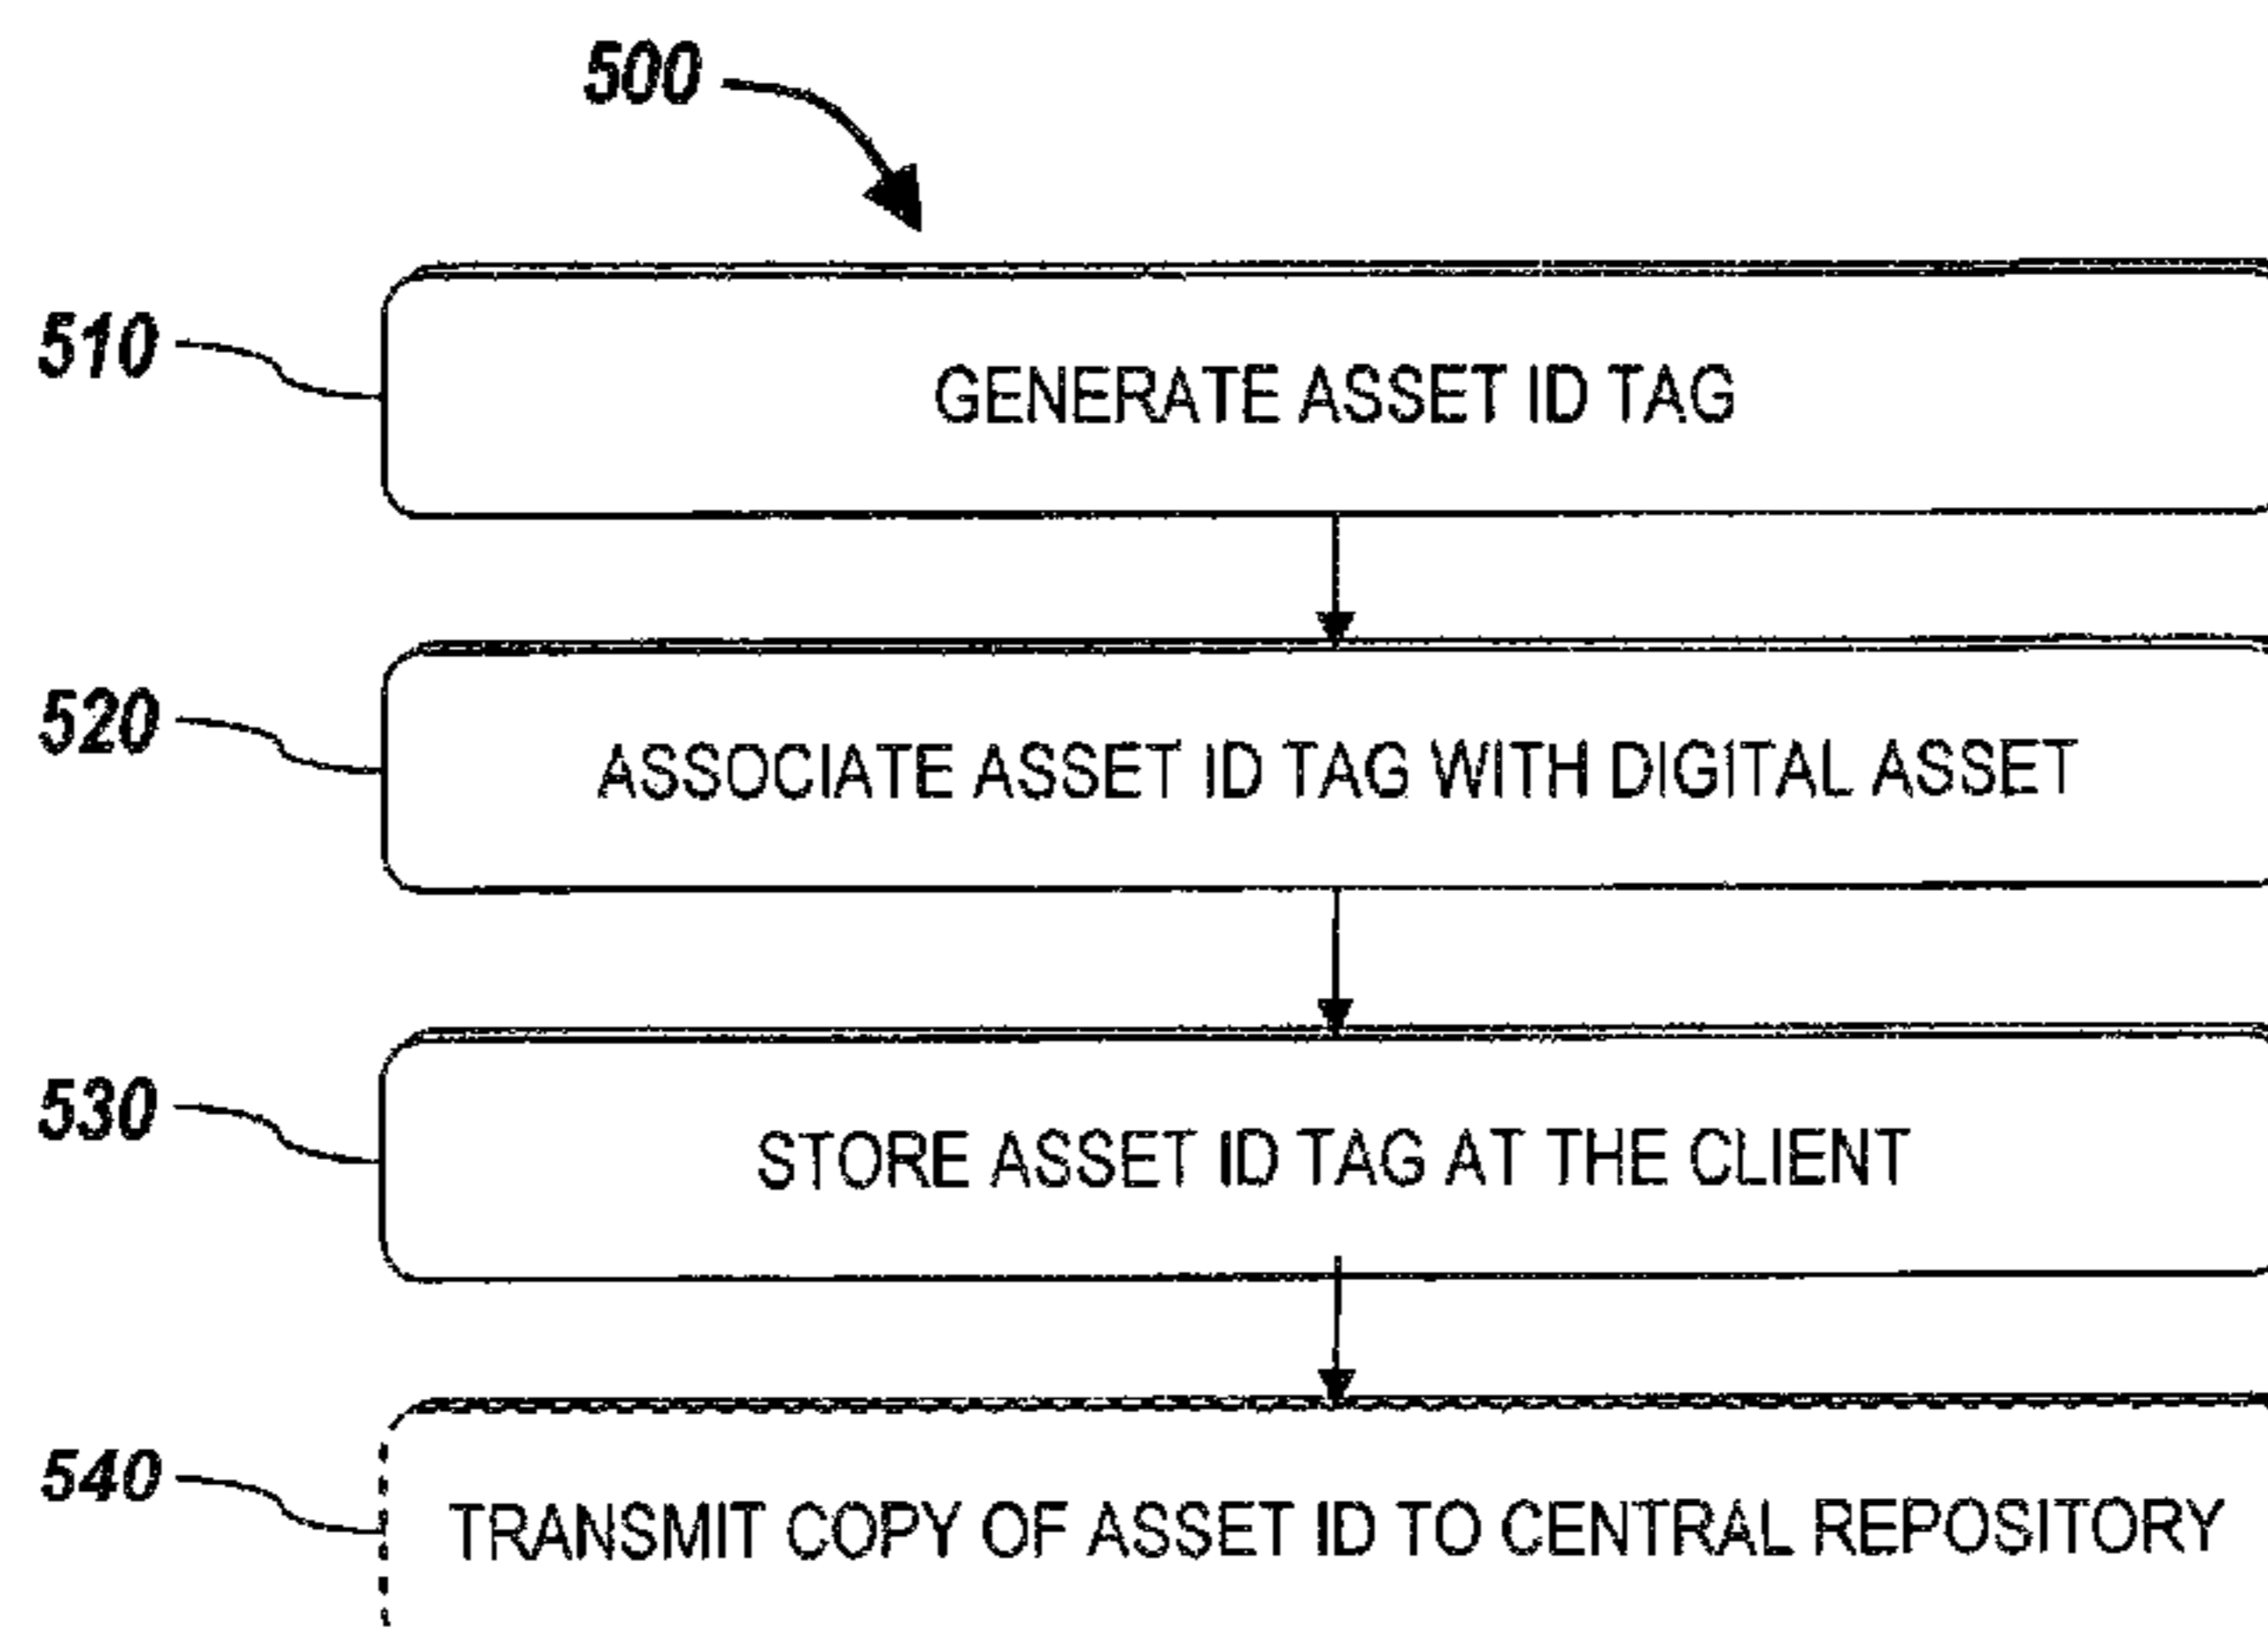 500
510
GENERATE ASSET ID TAG
520
ASSOCIATE ASSET ID TAG WITH DIGITAL ASSET
530
STORE ASSET ID TAG AT THE CLIENT
540
TRANSMIT COPY OF ASSET ID TO CENTRAL REPOSITORY